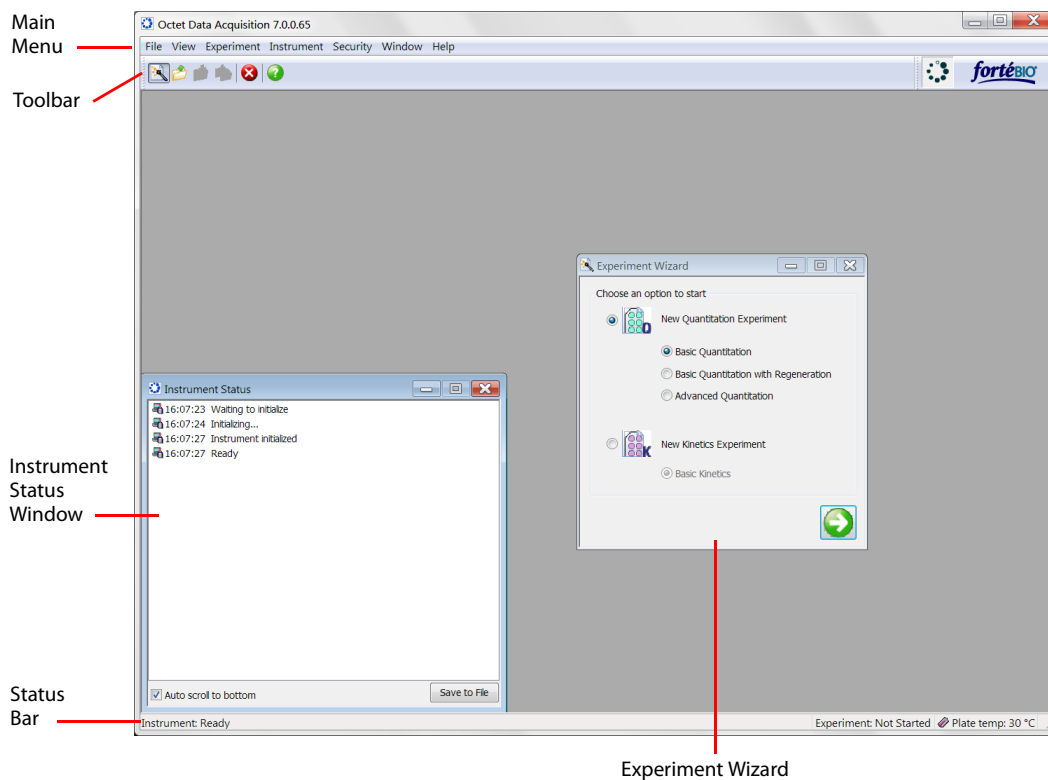 Main
Menu
Toolbar
Instrument
Status
Window
Status
Bar
Octet Data Acquisition 7.0.0.65
File View Experiment Instrument Security Window Help
fortéBIO
Experiment Wizard
Choose an option to start
New Quantitation Experiment
Basic Quantitation
Basic Quantitation with Regeneration
Advanced Quantitation
New Kinetics Experiment
Basic Kinetics
Instrument Status
16:07:23 Waiting to initialize
16:07:24 Initializing...
16:07:27 Instrument initialized
16:07:27 Ready
Auto scroll to bottom
Save to File
Instrument: Ready
Experiment: Not Started
Plate temp: 30 °C
Experiment Wizard